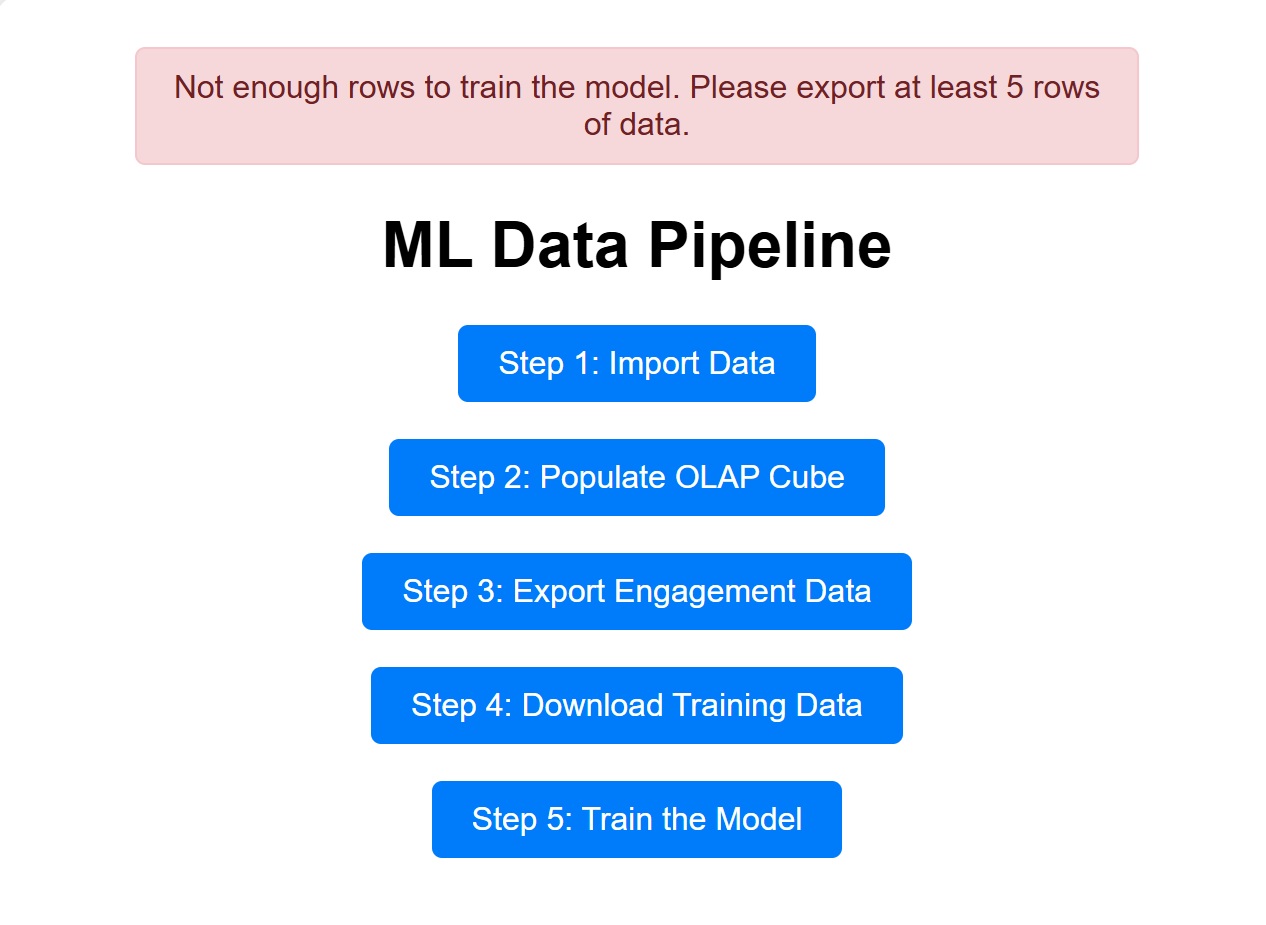 Not enough rows to train the model. Please export at least 5 rows
of data.
ML Data Pipeline
Step 1: Import Data
Step 2: Populate OLAP Cube
Step 3: Export Engagement Data
Step 4: Download Training Data
Step 5: Train the Model